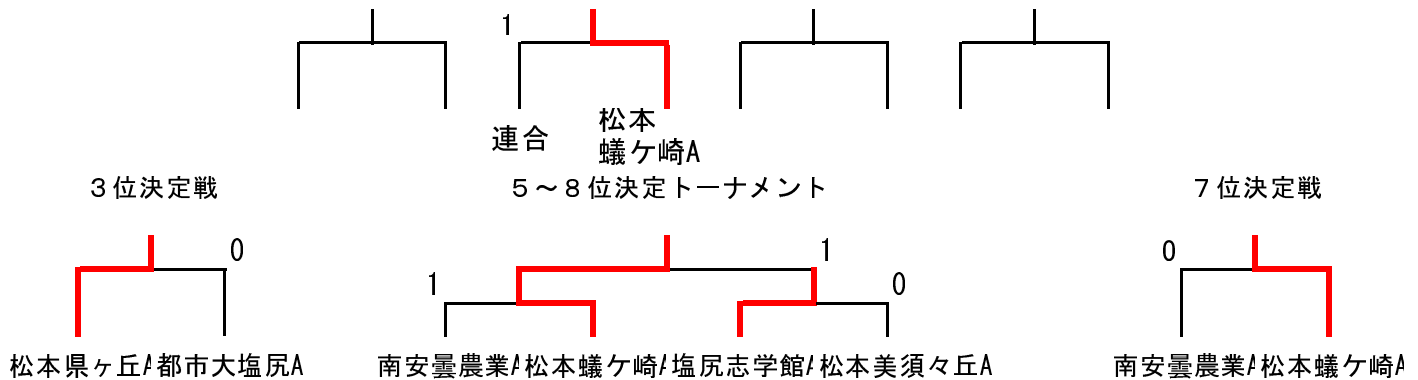 1
連合
松本
蟻ケ崎A
3位決定戦
5～8位決定トーナメント
7位決定戦
0
1
0
1
0
松本県ヶ丘A
都市大塩尻A
南安曇農業A
松本蟻ケ崎A
塩尻志学館A
松本美須々丘A
南安曇農業A
松本蟻ケ崎A